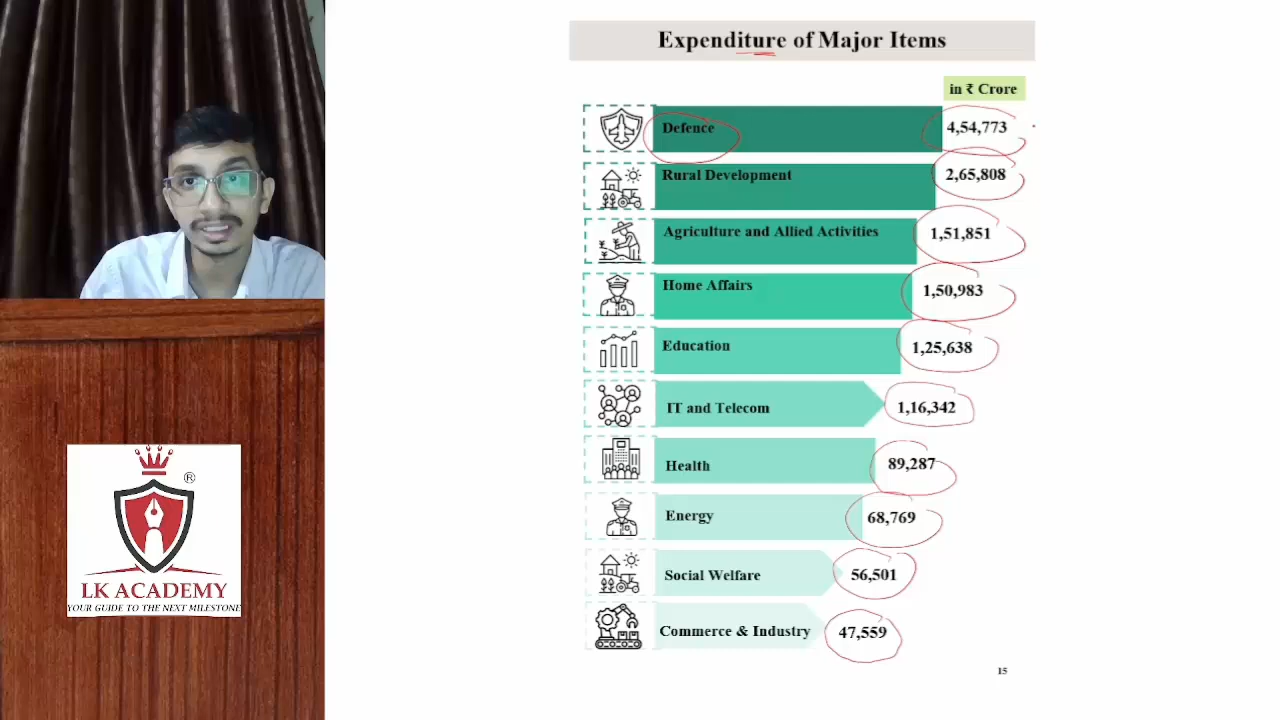 Expenditure of Major Items
in ₹ Crore
Defence 4,54,773
Rural Development 2,65,808
Agriculture and Allied Activities 1,51,851
Home Affairs 1,50,983
Education 1,25,638
IT and Telecom 1,16,342
Health 89,287
Energy 68,769
Social Welfare 56,501
Commerce & Industry 47,559
15
®
LK ACADEMY
YOUR GUIDE TO THE NEXT MILESTONE